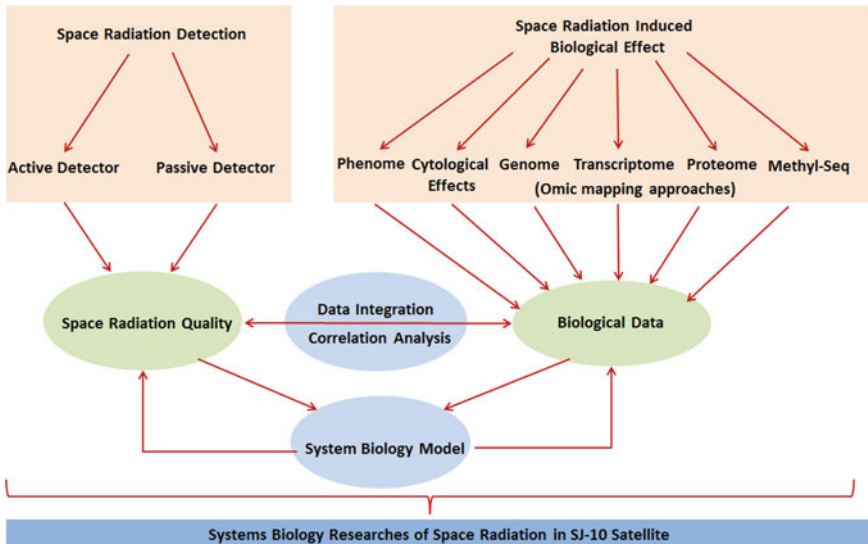 Space Radiation Detection
Active Detector
Passive Detector
Space Radiation Induced
Biological Effect
Phenome
Cytological
Effects
Genome
Transcriptome
Proteome
Methyl-Seq
(Omic mapping approaches)
Space Radiation Quality
Data Integration
Correlation Analysis
Biological Data
System Biology Model
Systems Biology Researches of Space Radiation in SJ-10 Satellite